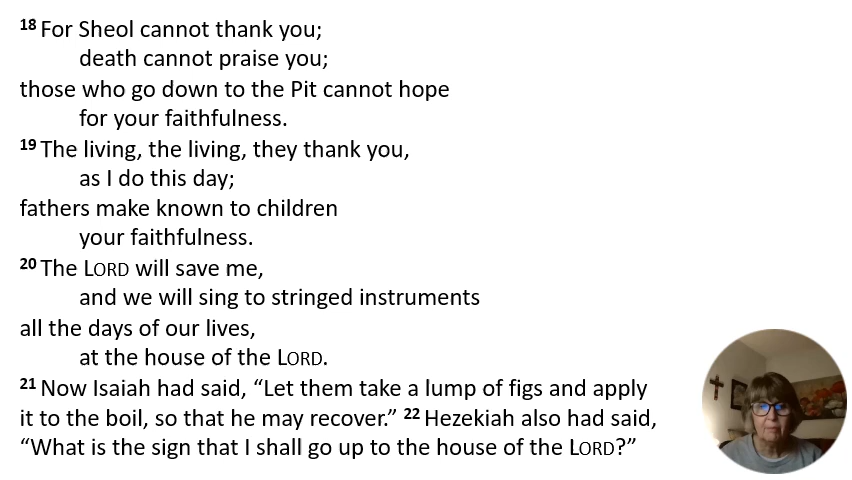 18 For Sheol cannot thank you;
death cannot praise you;
those who go down to the Pit cannot hope
for your faithfulness.
19 The living, the living, they thank you,
as I do this day;
fathers make known to children
your faithfulness.
20 The LORD will save me,
and we will sing to stringed instruments
all the days of our lives,
at the house of the LORD.
21 Now Isaiah had said, “Let them take a lump of figs and apply
it to the boil, so that he may recover.” 22 Hezekiah also had said,
“What is the sign that I shall go up to the house of the LORD?”